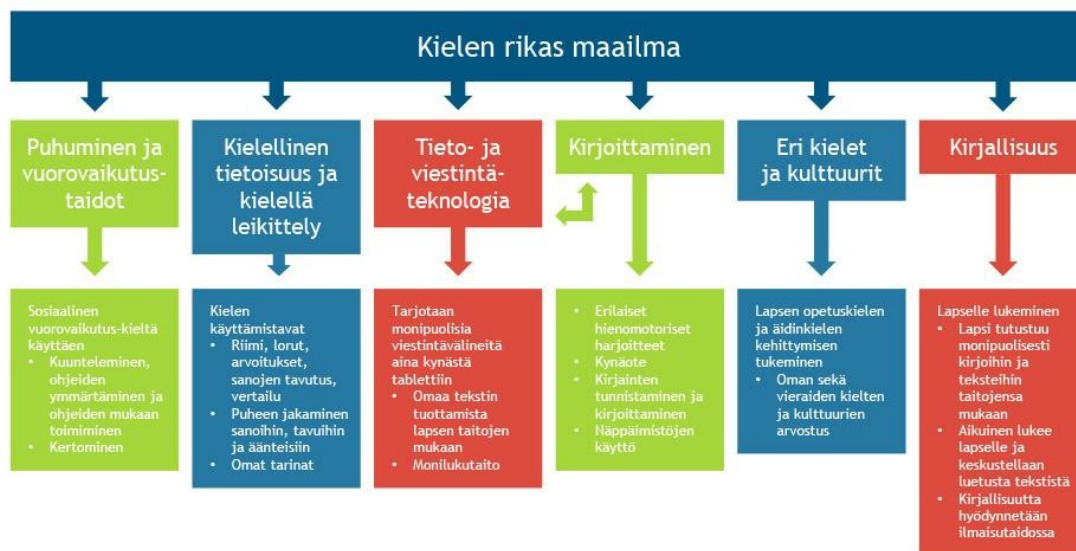 Kielen rikas maailma
Puhuminen ja
vuorovaikutus-
taidot
Sosiaalinen
vuorovaikutus-kieltä
käyttäen
• Kuunteleminen,
ohjeiden
ymmärtäminen ja
ohjeiden mukaan
toimiminen
• Kertominen
Kielellinen
tietoisuus ja
kielellä
leikittely
Kielen
käyttämistavat
• Riimi, lorut,
arvoitukset,
sanojen tavutus,
vertailu
• Puheen jakaminen
sanoihin, tavuihin
ja äänteisiin
• Omat tarinat
Tieto- ja
viestintä-
teknologia
Tarjotaan
monipuolisia
viestintävälineitä
aina kynästä
tablettiin
• Omaa tekstin
tuottamista
lapsen taitojen
mukaan
• Monilukutaito
Kirjoittaminen
• Erilaiset
hienomotoriset
harjoitteet
• Kynäote
• Kirjainten
tunnistaminen ja
kirjoittaminen
• Näppäimistöjen
käyttö
Eri kielet
ja kulttuurit
Lapsen opetuskielen
ja äidinkielen
kehittymisen
tukeminen
• Oman sekä
vieraiden kielten
ja kulttuurien
arvostus
Kirjallisuus
Lapselle lukeminen
• Lapsi tutustuu
monipuolisesti
kirjoihin ja
teksteihin
taitojensa
mukaan
• Aikuinen lukee
lapselle ja
keskustellaan
luetusta tekstistä
• Kirjallisuutta
hyödynnetään
ilmaisutaidossa